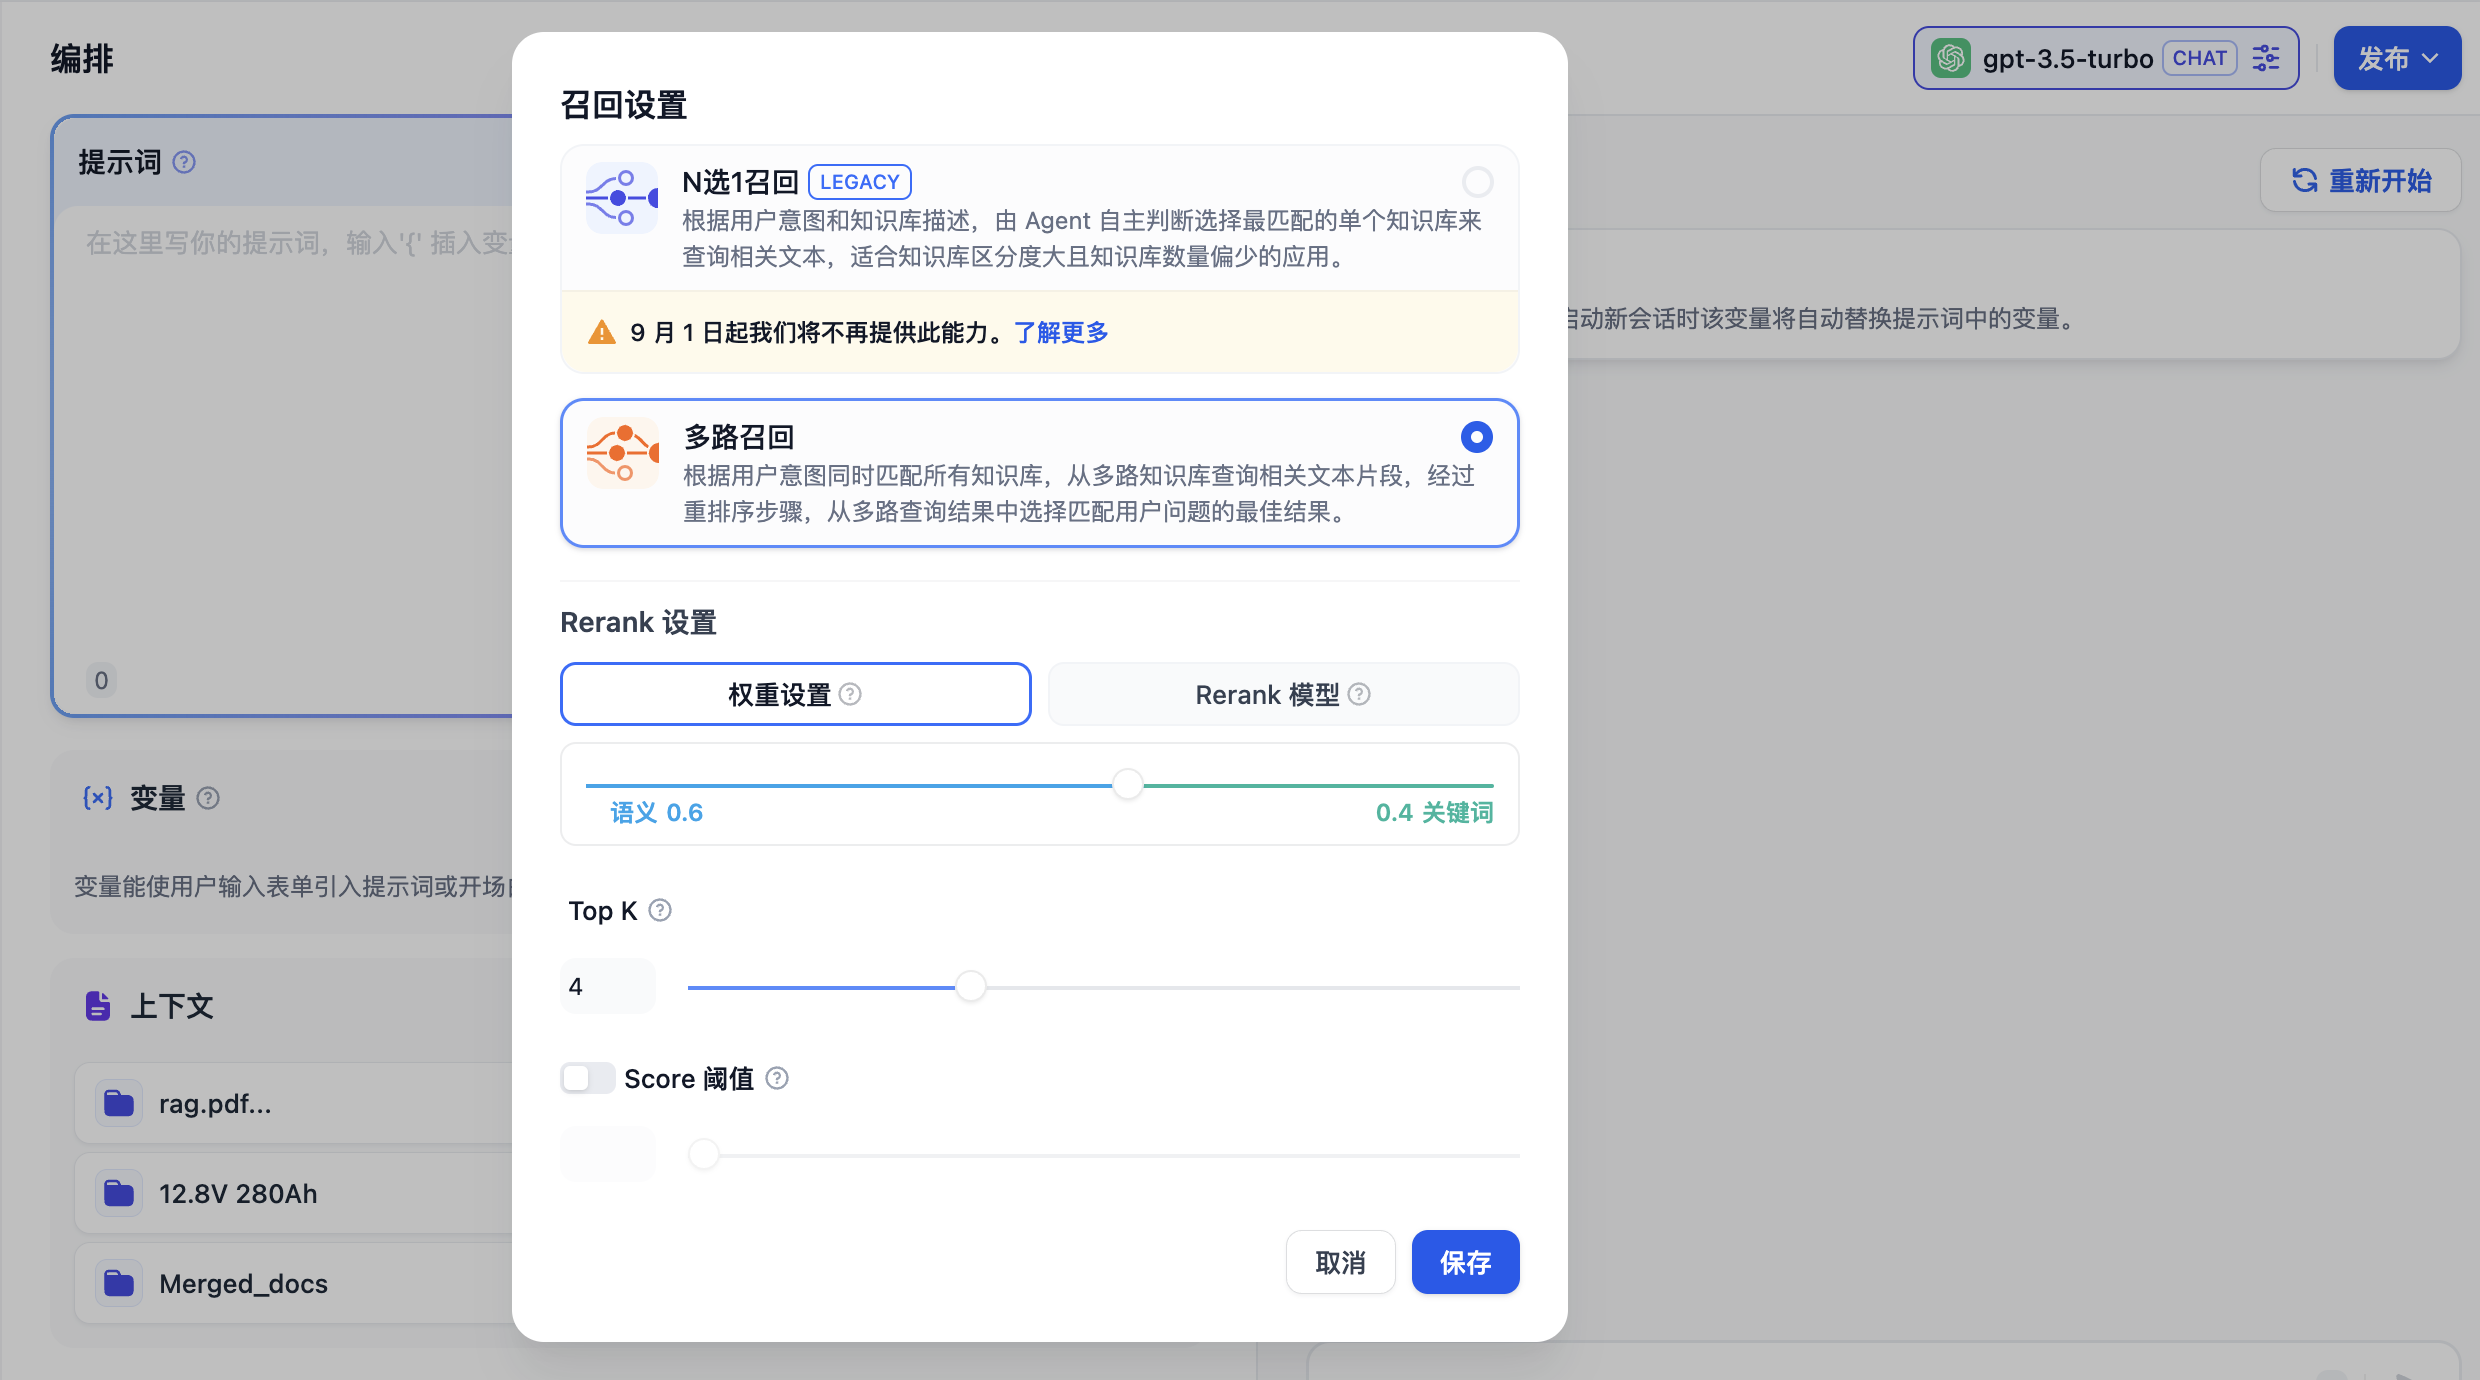 编排
gpt-3.5-turbo CHAT
发布
提示词
重新开始
在这里写你的提示词，输入'{' 插入变
启动新会话时该变量将自动替换提示词中的变量。
0
变量
变量能使用户输入表单引入提示词或开场
上下文
rag.pdf...
12.8V 280Ah
Merged_docs
召回设置
N选1召回 LEGACY
根据用户意图和知识库描述，由 Agent 自主判断选择最匹配的单个知识库来
查询相关文本，适合知识库区分度大且知识库数量偏少的应用。
9 月 1 日起我们将不再提供此能力。了解更多
多路召回
根据用户意图同时匹配所有知识库，从多路知识库查询相关文本片段，经过
重排序步骤，从多路查询结果中选择匹配用户问题的最佳结果。
Rerank 设置
权重设置
Rerank 模型
语义 0.6
0.4 关键词
Top K
4
Score 阈值
取消
保存